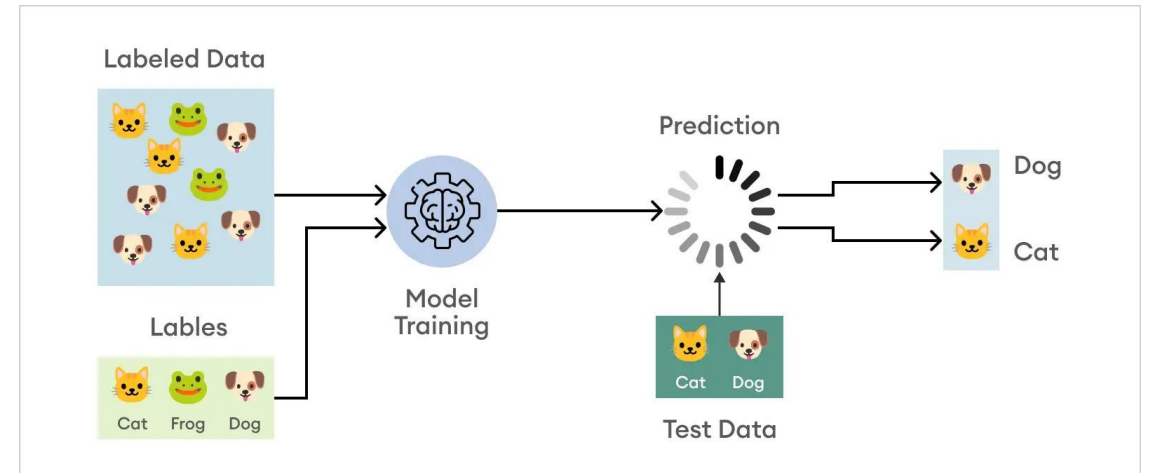 Labeled Data
Prediction
Dog
Cat
Model
Training
Lables
Cat Frog Dog
Cat Dog
Test Data